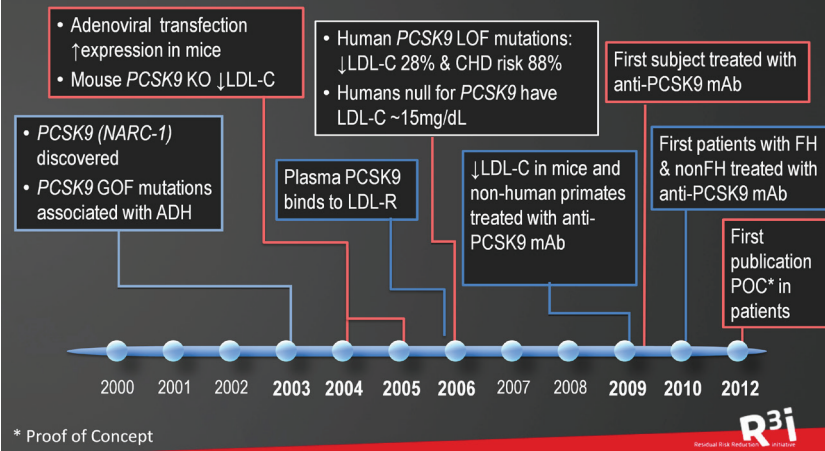 • Adenoviral transfection
↑expression in mice
• Mouse PCSK9 KO ↓LDL-C
• Human PCSK9 LOF mutations:
↓LDL-C 28% & CHD risk 88%
• Humans null for PCSK9 have
LDL-C ~15mg/dL
First subject treated with
anti-PCSK9 mAb
• PCSK9 (NARC-1)
discovered
• PCSK9 GOF mutations
associated with ADH
Plasma PCSK9
binds to LDL-R
↓LDL-C in mice and
non-human primates
treated with anti-
PCSK9 mAb
First patients with FH
& nonFH treated with
anti-PCSK9 mAb
First
publication
POC* in
patients
2000 2001 2002 2003 2004 2005 2006 2007 2008 2009 2010 2012
* Proof of Concept
R3i
Residual Risk Reduction Initiative